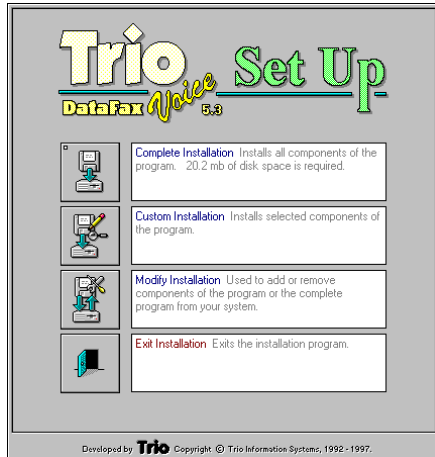 Trio Set Up
DataFax Voice 5.3
Complete Installation Installs all components of the
program. 20.2 mb of disk space is required.
Custom Installation Installs selected components of
the program.
Modify Installation Used to add or remove
components of the program or the complete
program from your system.
Exit Installation Exits the installation program.
Developed by Trio Copyright © Trio Information Systems, 1992 - 1997.